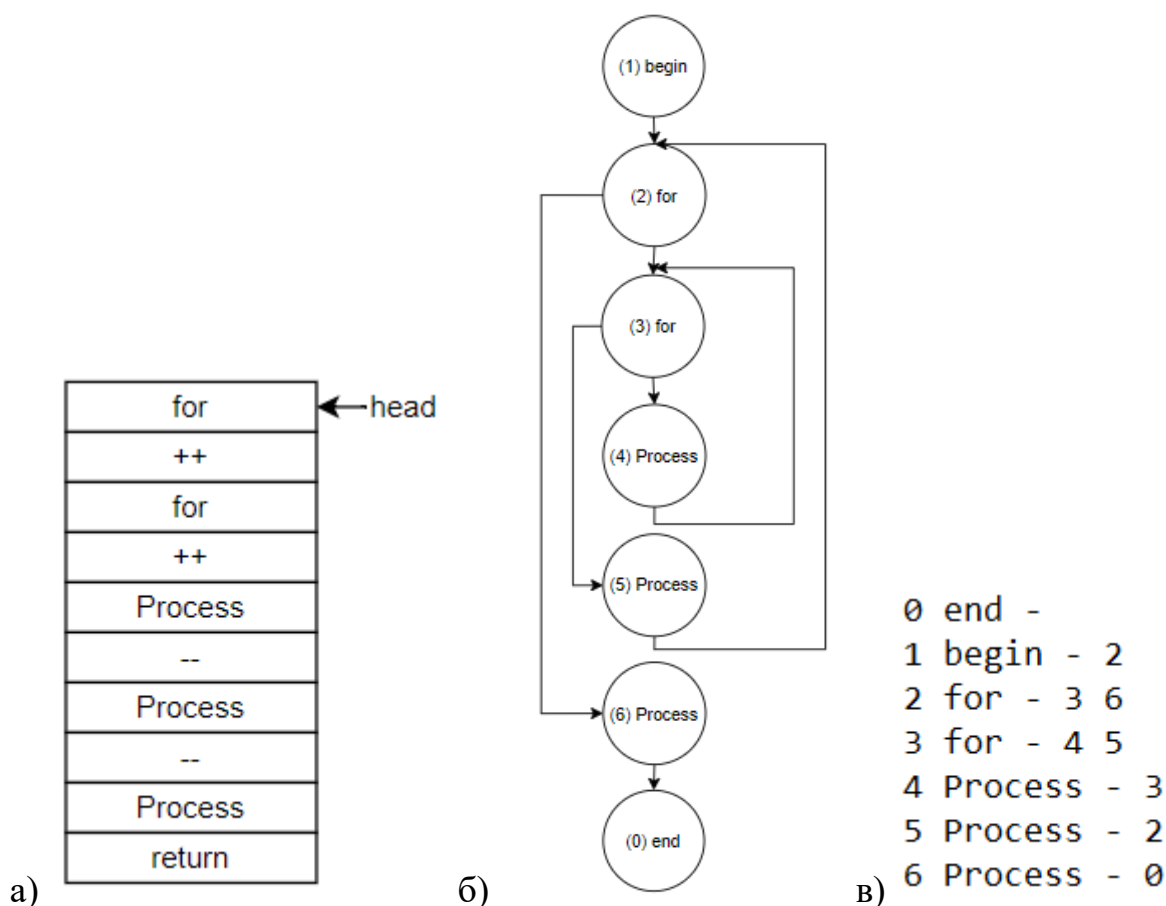 for
head
++
for
++
Process
--
Process
--
Process
return
а)
(1) begin
(2) for
(3) for
(4) Process
(5) Process
(6) Process
(0) end
б)
0 end -
1 begin - 2
2 for - 3 6
3 for - 4 5
4 Process - 3
5 Process - 2
6 Process - 0
в)